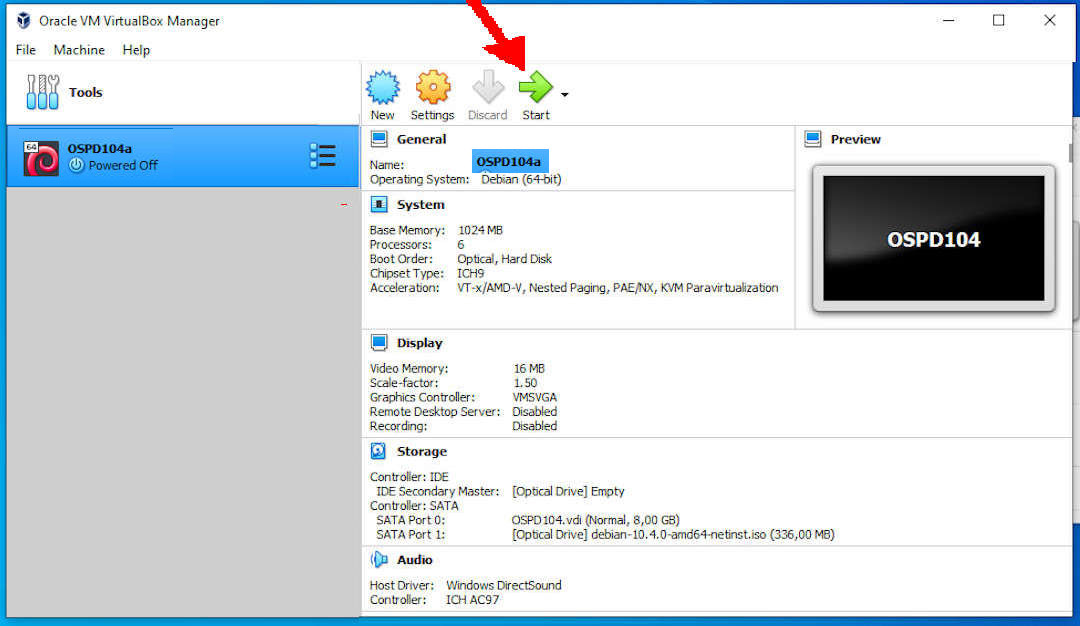 Oracle VM VirtualBox Manager
File Machine Help
Tools
New Settings Discard Start
64
OSPD104a
Powered Off
General
Name: OSPD104a
Operating System: Debian (64-bit)
Preview
OSPD104
System
Base Memory: 1024 MB
Processors: 6
Boot Order: Optical, Hard Disk
Chipset Type: ICH9
Acceleration: VT-x/AMD-V, Nested Paging, PAE/NX, KVM Paravirtualization
Display
Video Memory: 16 MB
Scale-factor: 1.50
Graphics Controller: VMSVGA
Remote Desktop Server: Disabled
Recording: Disabled
Storage
Controller: IDE
IDE Secondary Master: [Optical Drive] Empty
Controller: SATA
SATA Port 0: OSPD104.vdi (Normal, 8,00 GB)
SATA Port 1: [Optical Drive] debian-10.4.0-amd64-netinst.iso (336,00 MB)
Audio
Host Driver: Windows DirectSound
Controller: ICH AC97